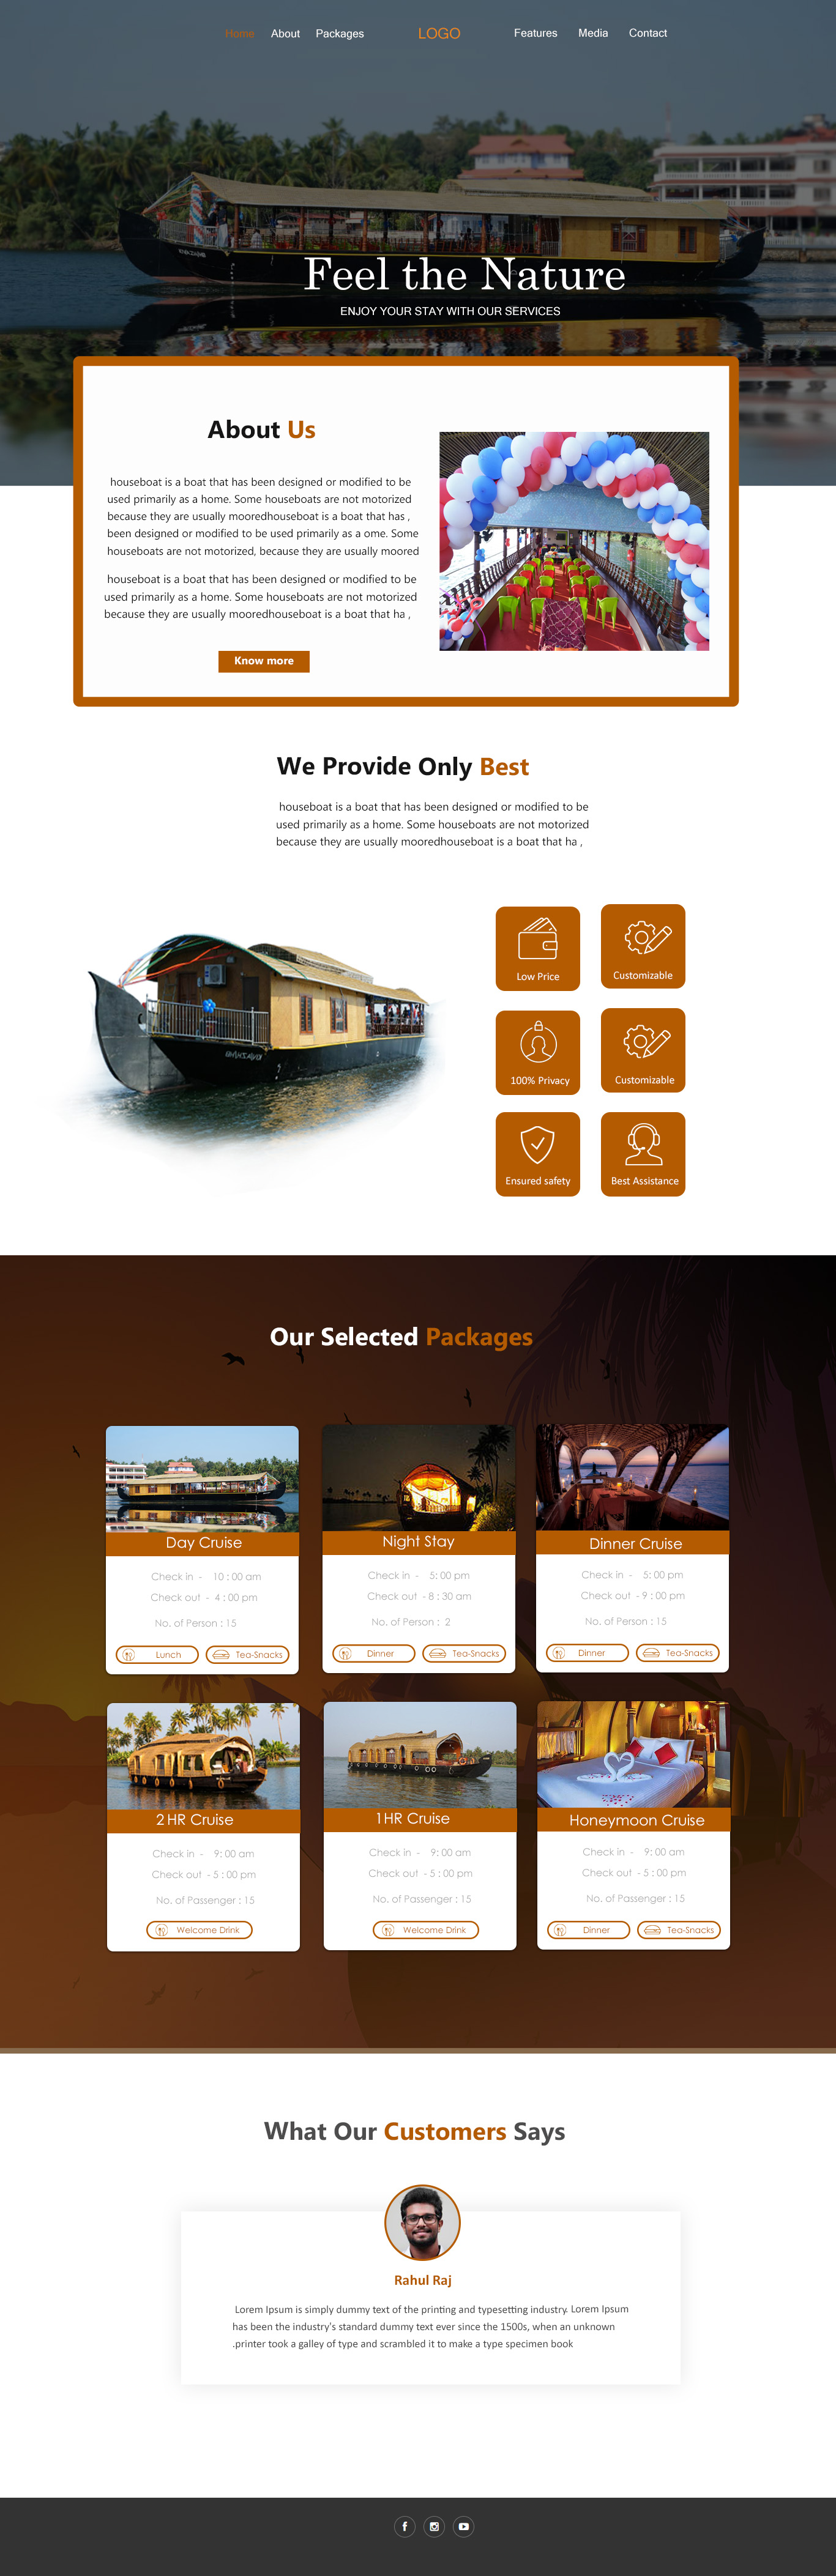 Home About Packages LOGO Features Media Contact
Feel the Nature
ENJOY YOUR STAY WITH OUR SERVICES
About Us
houseboat is a boat that has been designed or modified to be
used primarily as a home. Some houseboats are not motorized
because they are usually mooredhouseboat is a boat that has ,
been designed or modified to be used primarily as a ome. Some
houseboats are not motorized, because they are usually moored
houseboat is a boat that has been designed or modified to be
used primarily as a home. Some houseboats are not motorized
because they are usually mooredhouseboat is a boat that ha ,
Know more
We Provide Only Best
houseboat is a boat that has been designed or modified to be
used primarily as a home. Some houseboats are not motorized
because they are usually mooredhouseboat is a boat that ha ,
Low Price
Customizable
100% Privacy
Customizable
Ensured safety
Best Assistance
Our Selected Packages
Day Cruise
Check in - 10 : 00 am
Check out - 4 : 00 pm
No. of Person : 15
Lunch Tea-Snacks
Night Stay
Check in - 5: 00 pm
Check out - 8 : 30 am
No. of Person : 2
Dinner Tea-Snacks
Dinner Cruise
Check in - 5: 00 pm
Check out - 9 : 00 pm
No. of Person : 15
Dinner Tea-Snacks
2 HR Cruise
Check in - 9: 00 am
Check out - 5 : 00 pm
No. of Passenger : 15
Welcome Drink
1 HR Cruise
Check in - 9: 00 am
Check out - 5 : 00 pm
No. of Passenger : 15
Welcome Drink
Honeymoon Cruise
Check in - 9: 00 am
Check out - 5 : 00 pm
No. of Passenger : 15
Dinner Tea-Snacks
What Our Customers Says
Rahul Raj
Lorem Ipsum is simply dummy text of the printing and typesetting industry. Lorem Ipsum
has been the industry's standard dummy text ever since the 1500s, when an unknown
.printer took a galley of type and scrambled it to make a type specimen book